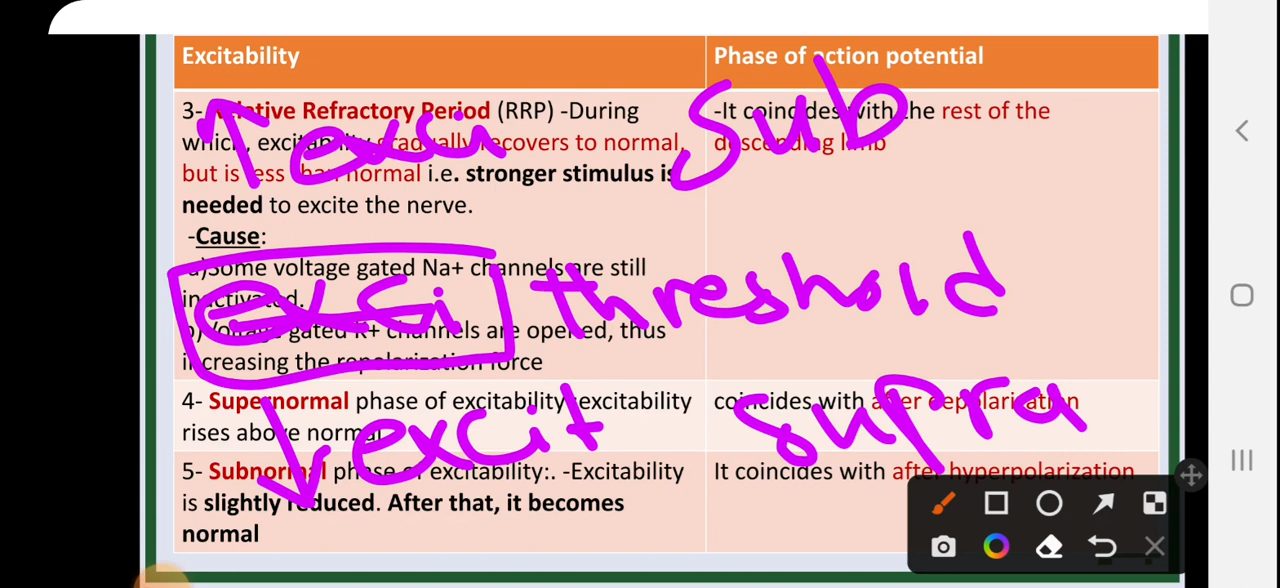 Excitability
Phase of action potential
3- Relative Refractory Period (RRP) -During
which, excitability gradually recovers to normal,
but is less than normal i.e. stronger stimulus is
needed to excite the nerve.
-Cause:
a)Some voltage gated Na+ channels are still
inactivated.
b)Voltage gated K+ channels are opened, thus
increasing the repolarization force
-It coincides with the rest of the
descending limb
4- Supernormal phase of excitability:excitability
rises above normal
coincides with after depolarization
5- Subnormal phase of excitability:. -Excitability
is slightly reduced. After that, it becomes
normal
It coincides with after hyperpolarization
↑ exci sub
exci threshold
↓ excit supra